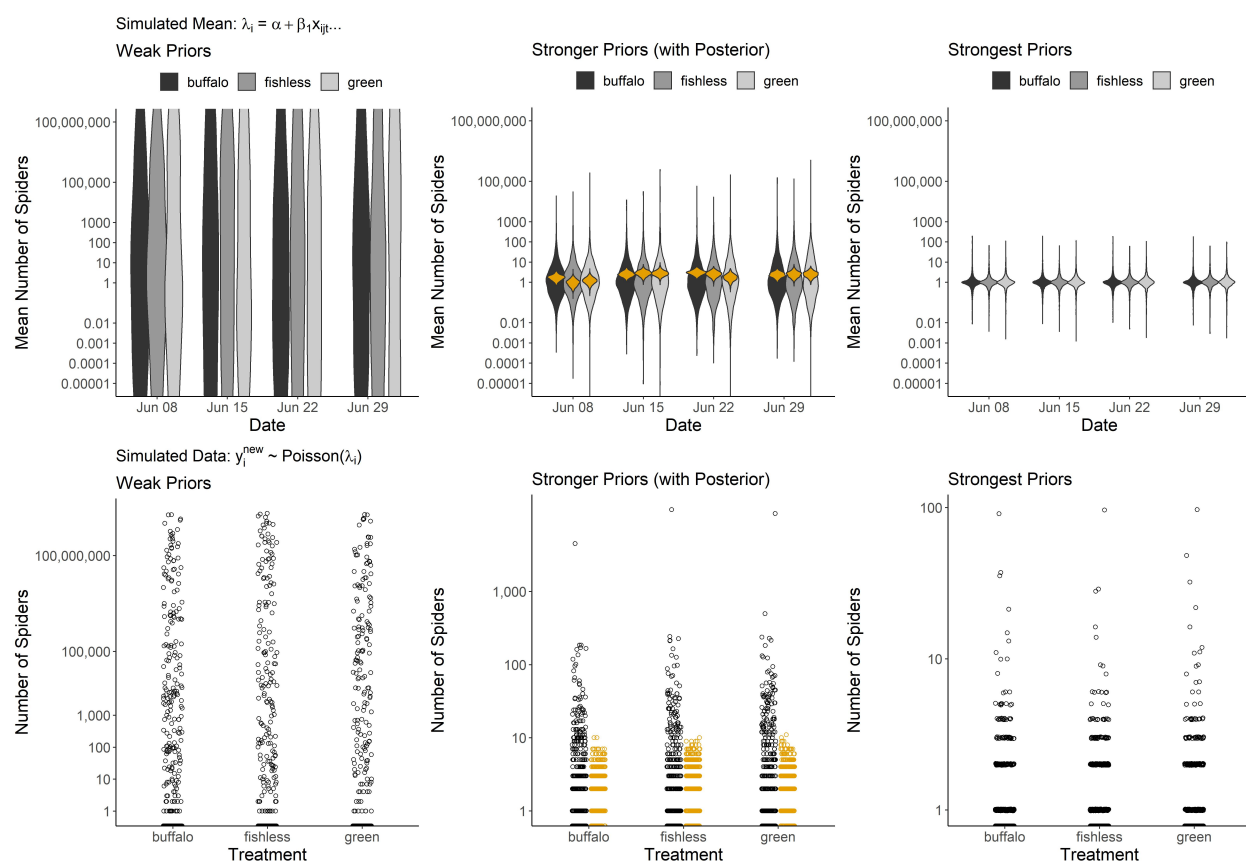 Simulated Mean: λi = α + β1xijt...
Weak Priors
buffalo fishless green
100,000,000
100,000
1000
100
10
1
0.01
0.001
0.0001
0.00001
Mean Number of Spiders
Jun 08 Jun 15 Jun 22 Jun 29
Date
Stronger Priors (with Posterior)
buffalo fishless green
100,000,000
100,000
1000
100
10
1
0.01
0.001
0.0001
0.00001
Mean Number of Spiders
Jun 08 Jun 15 Jun 22 Jun 29
Date
Strongest Priors
buffalo fishless green
100,000,000
100,000
1000
100
10
1
0.01
0.001
0.0001
0.00001
Mean Number of Spiders
Jun 08 Jun 15 Jun 22 Jun 29
Date
Simulated Data: yi^new ~ Poisson(λi)
Weak Priors
100,000,000
100,000
1,000
100
10
1
Number of Spiders
buffalo fishless green
Treatment
Stronger Priors (with Posterior)
1,000
100
10
1
Number of Spiders
buffalo fishless green
Treatment
Strongest Priors
100
10
1
Number of Spiders
buffalo fishless green
Treatment